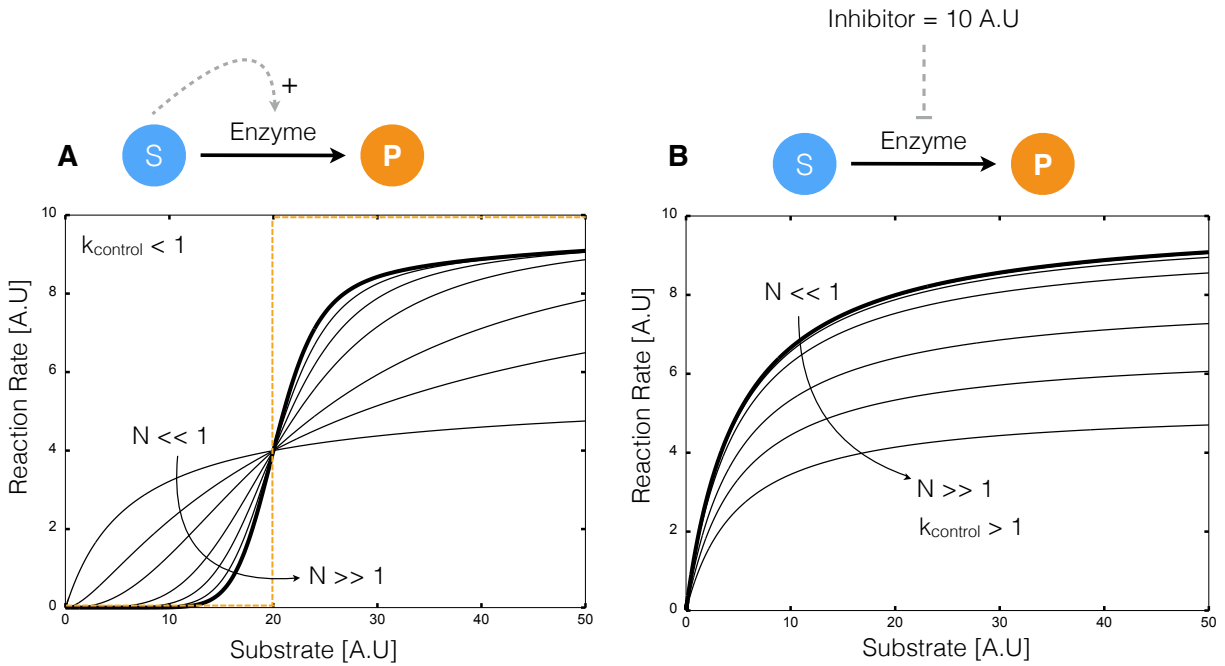 Inhibitor = 10 A.U
+
Enzyme
A
S
P
B
Enzyme
S
P
k_control < 1
N << 1
N >> 1
10
8
6
4
2
0
Reaction Rate [A.U]
0
10
20
30
40
50
Substrate [A.U]
N << 1
N >> 1
k_control > 1
10
8
6
4
2
0
Reaction Rate [A.U]
0
10
20
30
40
50
Substrate [A.U]